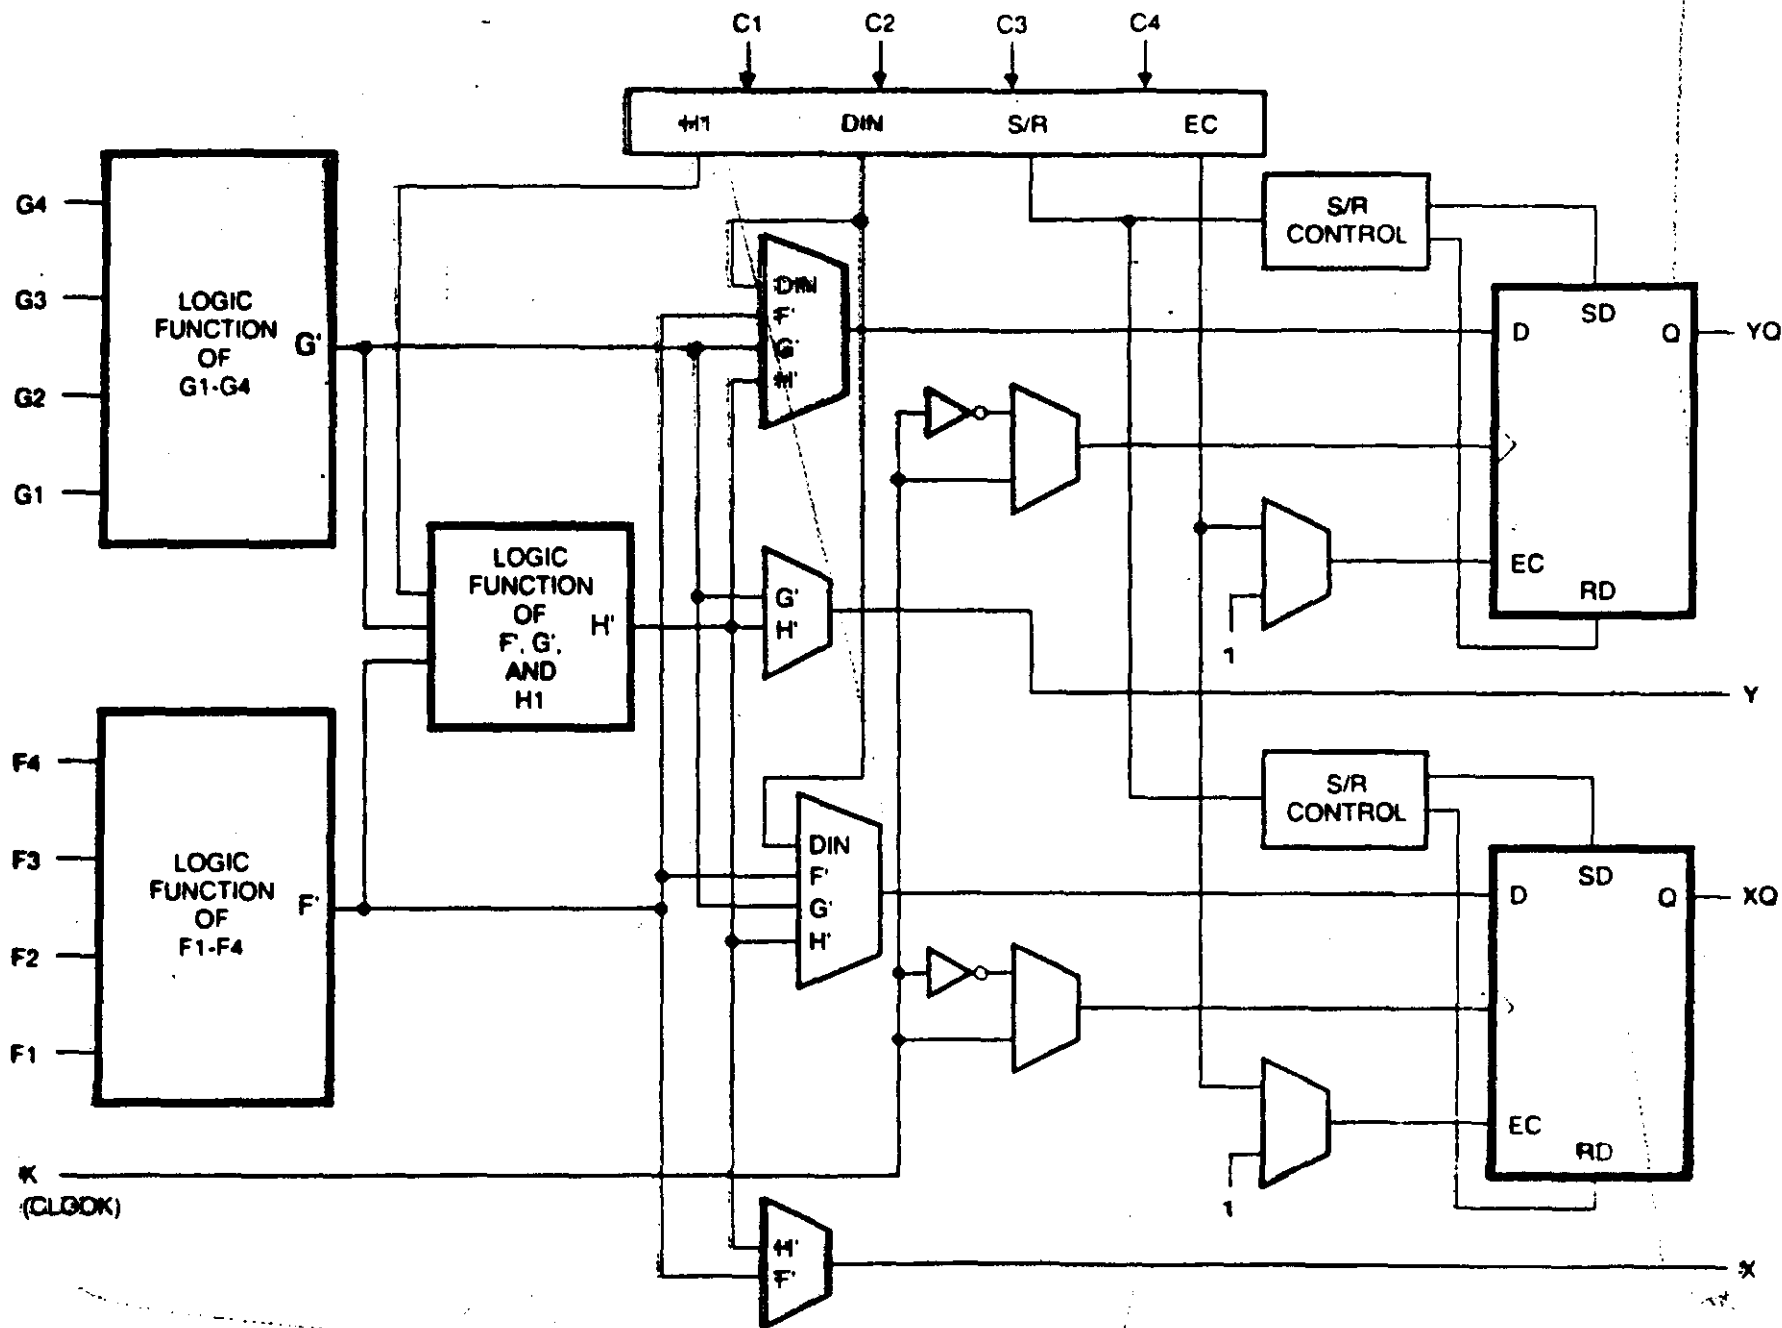 C1 C2 C3 C4
H1 DIN S/R EC
G4
G3
G2
G1
LOGIC
FUNCTION
OF
G1-G4
G'
S/R
CONTROL
DIN
F'
G'
H'
SD
D
Q
YQ
EC
RD
1
LOGIC
FUNCTION
OF
F', G',
AND
H1
H'
G'
H'
Y
F4
F3
F2
F1
LOGIC
FUNCTION
OF
F1-F4
F'
S/R
CONTROL
DIN
F'
G'
H'
SD
D
Q
XQ
EC
RD
1
K
(CLOCK)
H'
F'
X